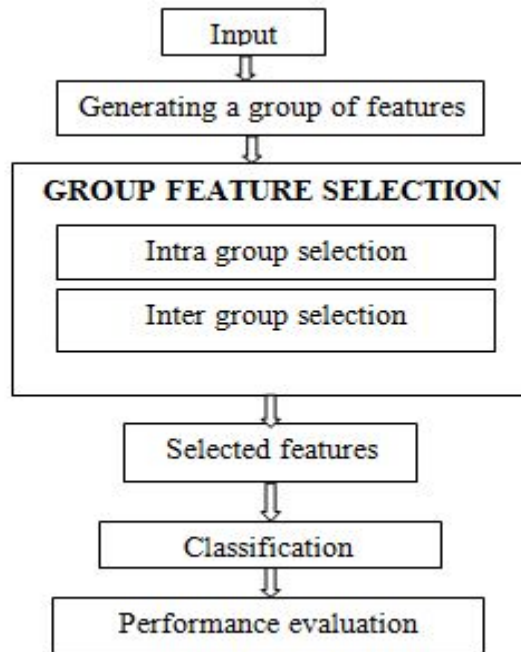 Input
Generating a group of features
GROUP FEATURE SELECTION
Intra group selection
Inter group selection
Selected features
Classification
Performance evaluation